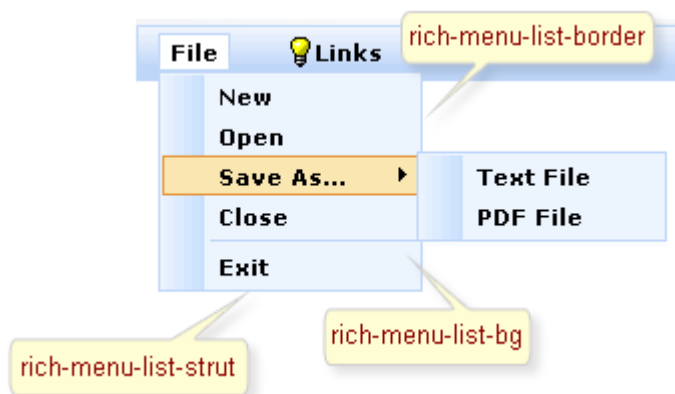 File
Links
rich-menu-list-border
New
Open
Save As...
Text File
Close
PDF File
Exit
rich-menu-list-bg
rich-menu-list-strut